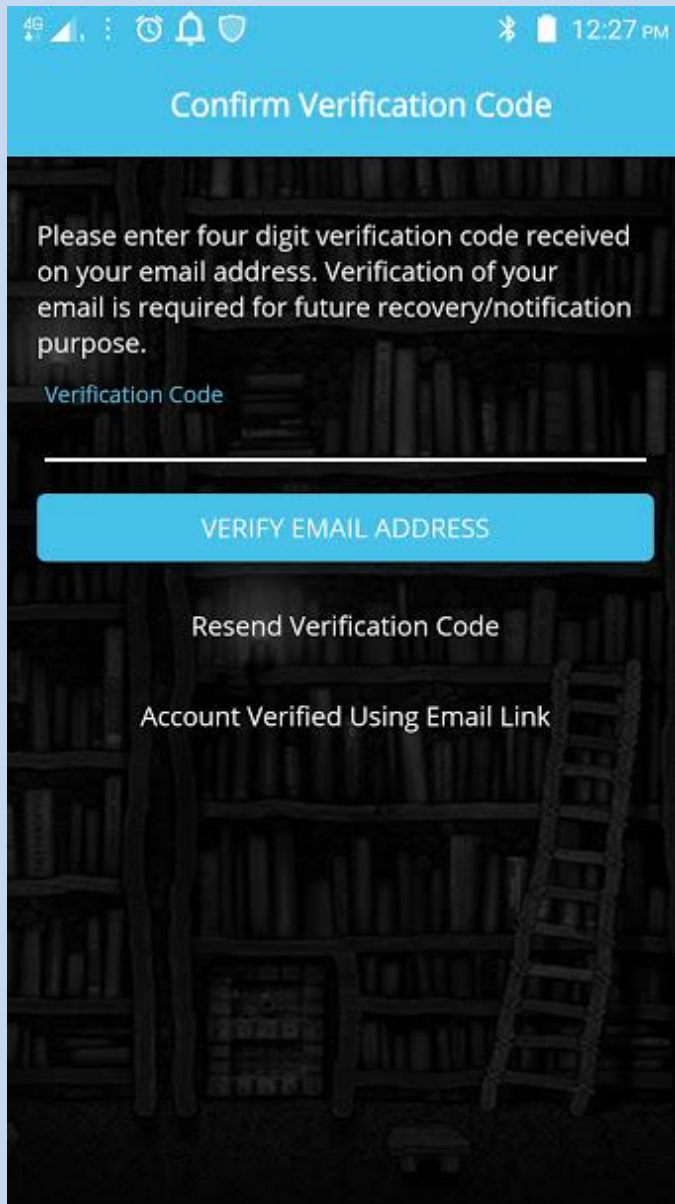 4G 12:27 PM
Confirm Verification Code
Please enter four digit verification code received
on your email address. Verification of your
email is required for future recovery/notification
purpose.
Verification Code
VERIFY EMAIL ADDRESS
Resend Verification Code
Account Verified Using Email Link